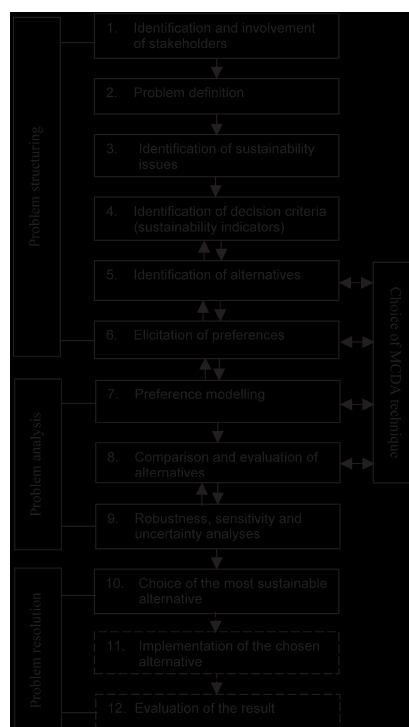 Problem structuring
1. Identification and involvement
of stakeholders
2. Problem definition
3. Identification of sustainability
issues
4. Identification of decision criteria
(sustainability indicators)
5. Identification of alternatives
6. Elicitation of preferences
Choice of MCDA technique
Problem analysis
7. Preference modelling
8. Comparison and evaluation of
alternatives
9. Robustness, sensitivity and
uncertainty analyses
Problem resolution
10. Choice of the most sustainable
alternative
11. Implementation of the chosen
alternative
12. Evaluation of the result